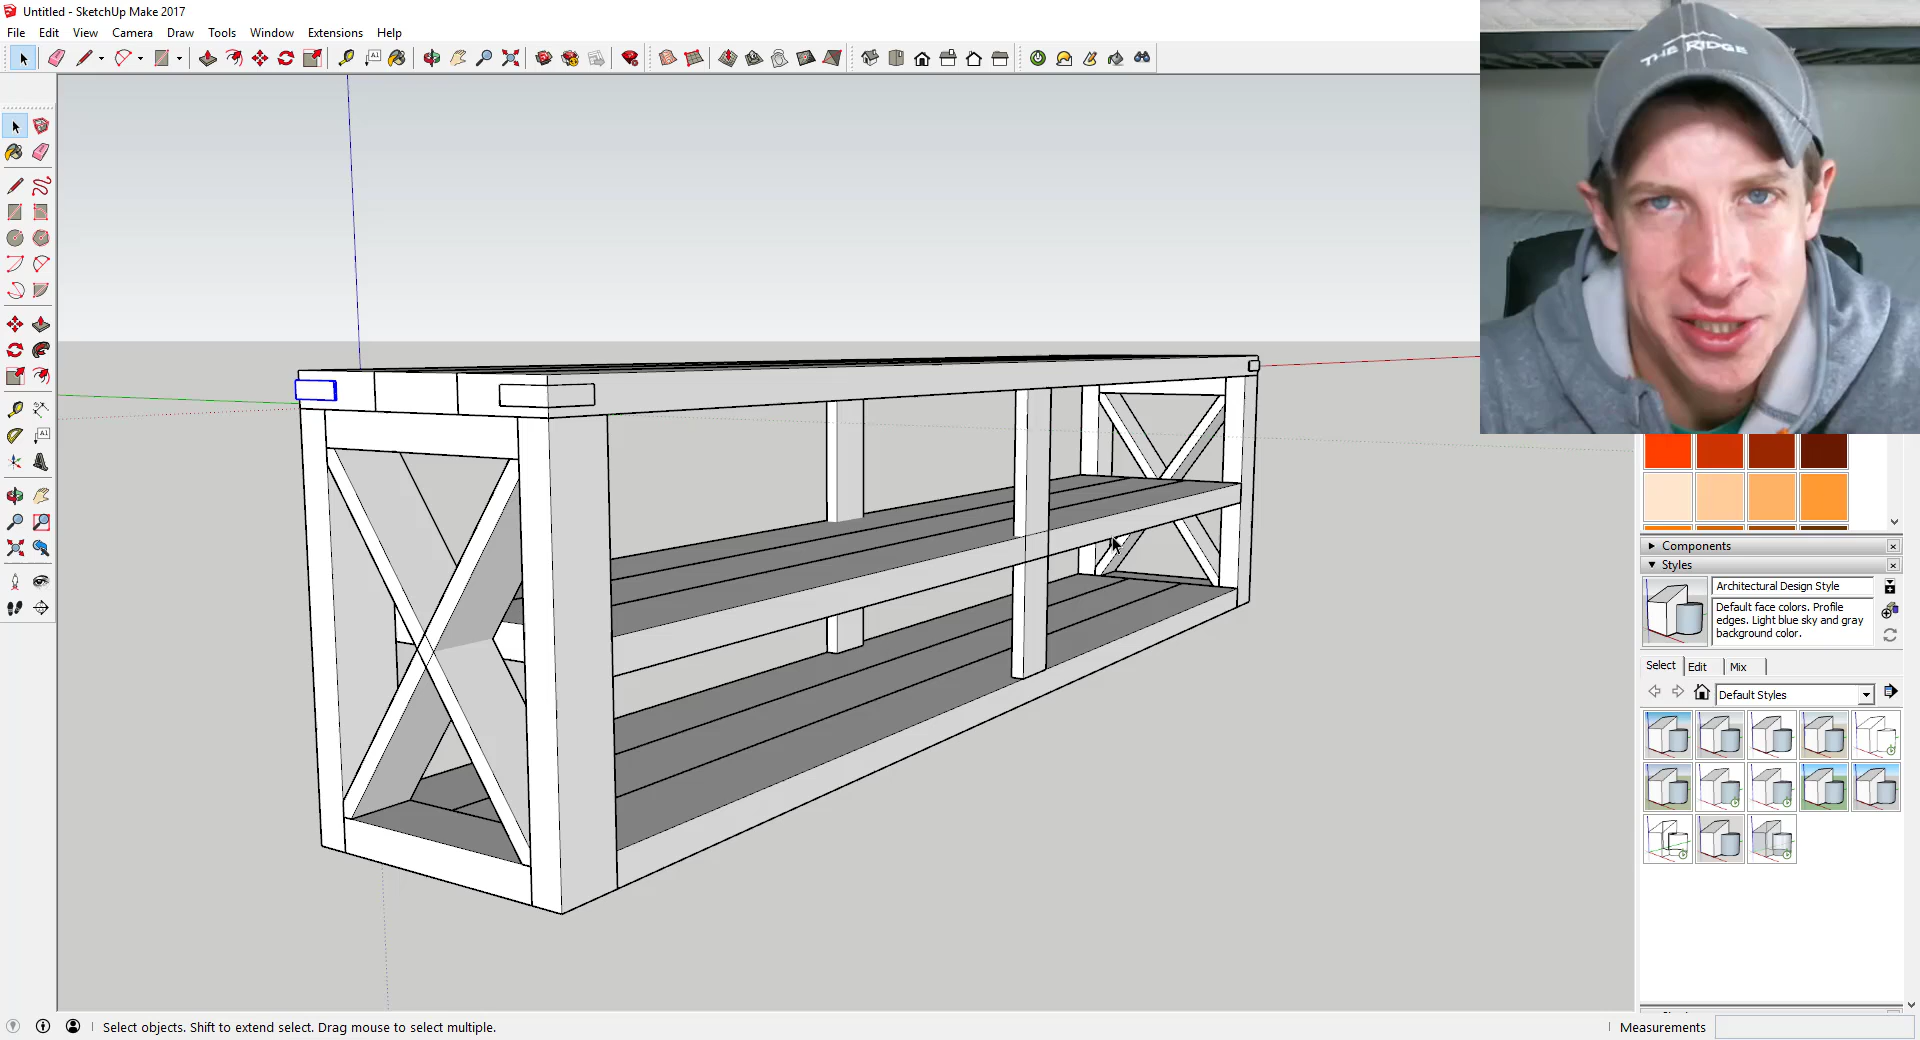 Untitled - SketchUp Make 2017
File Edit View Camera Draw Tools Window Extensions Help
THE RIDGE
A1
A1
Components
Styles
Architectural Design Style
Default face colors. Profile
edges. Light blue sky and gray
background color.
Select Edit Mix
Default Styles
Select objects. Shift to extend select. Drag mouse to select multiple.
Measurements